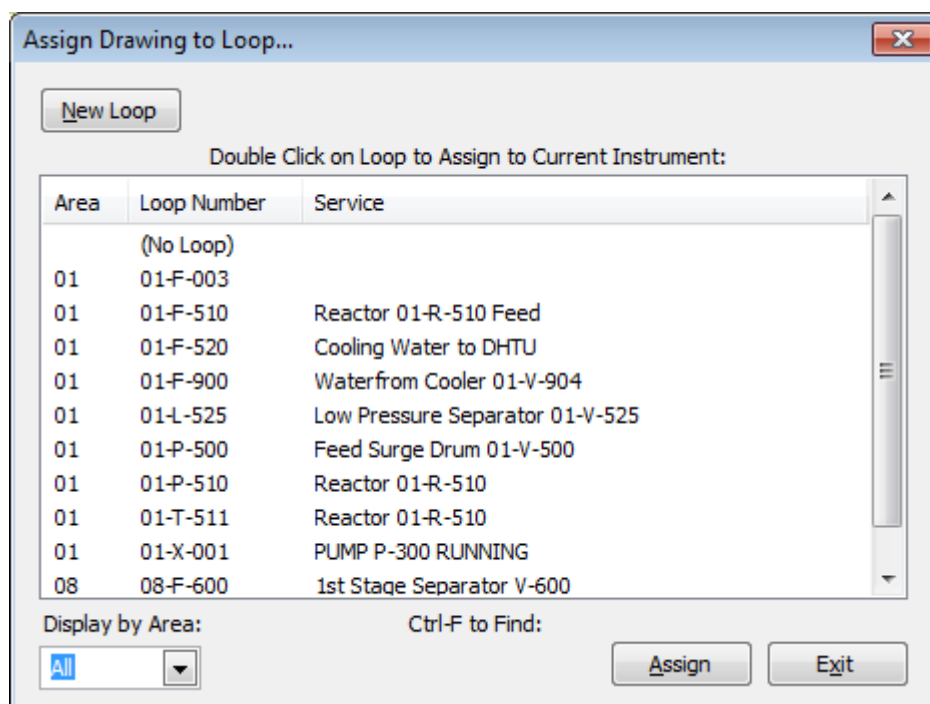 Assign Drawing to Loop...
New Loop
Double Click on Loop to Assign to Current Instrument:
Area Loop Number Service
(No Loop)
01 01-F-003
01 01-F-510 Reactor 01-R-510 Feed
01 01-F-520 Cooling Water to DHTU
01 01-F-900 Waterfrom Cooler 01-V-904
01 01-L-525 Low Pressure Separator 01-V-525
01 01-P-500 Feed Surge Drum 01-V-500
01 01-P-510 Reactor 01-R-510
01 01-T-511 Reactor 01-R-510
01 01-X-001 PUMP P-300 RUNNING
08 08-F-600 1st Stage Separator V-600
Display by Area: Ctrl-F to Find:
All Assign Exit